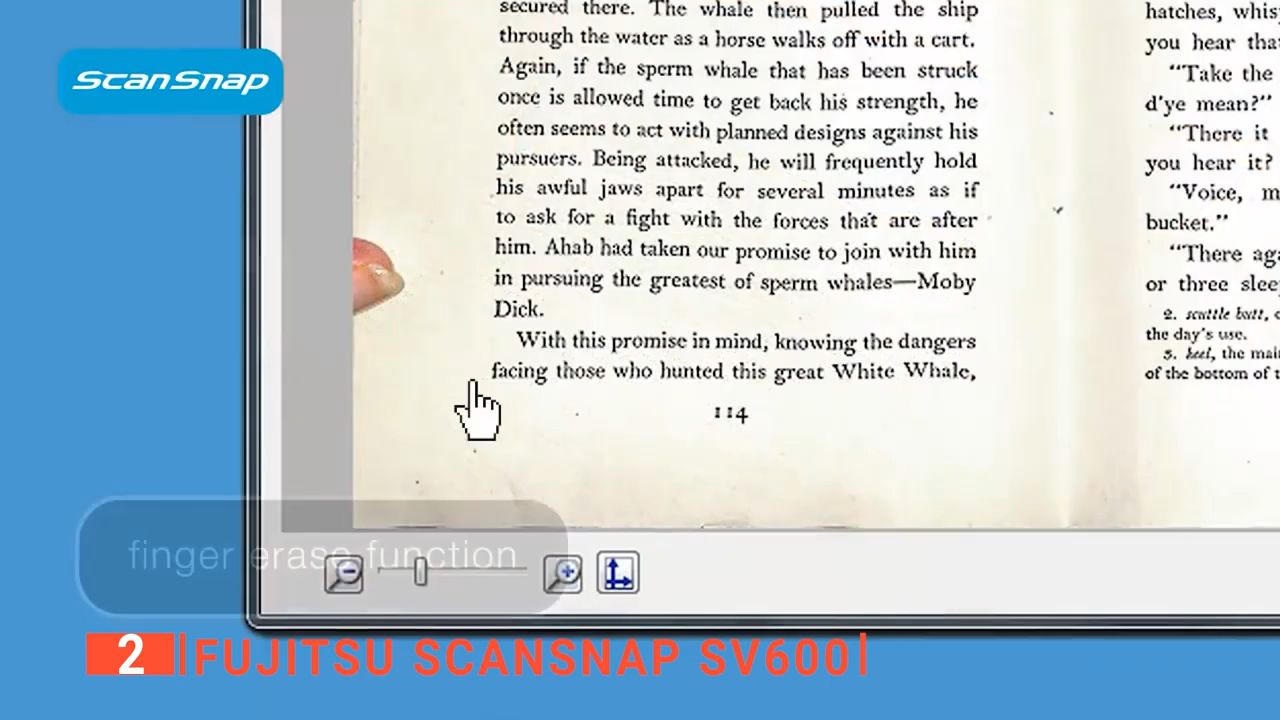 ScanSnap
secured there. The whale then pulled the ship
through the water as a horse walks off with a cart.
Again, if the sperm whale that has been struck
once is allowed time to get back his strength, he
often seems to act with planned designs against his
pursuers. Being attacked, he will frequently hold
his awful jaws apart for several minutes as if
to ask for a fight with the forces that are after
him. Ahab had taken our promise to join with him
in pursuing the greatest of sperm whales—Moby
Dick.
With this promise in mind, knowing the dangers
facing those who hunted this great White Whale,
114
hatches,
you hear
"Take the
d'ye mean?"
"There it
you hear it?
"Voice,
bucket."
"There
or three
2. scuttle butt,
the day's use.
3. keel, the
of the bottom of
finger erase function
2
FUJITSU SCANSNAP SV600